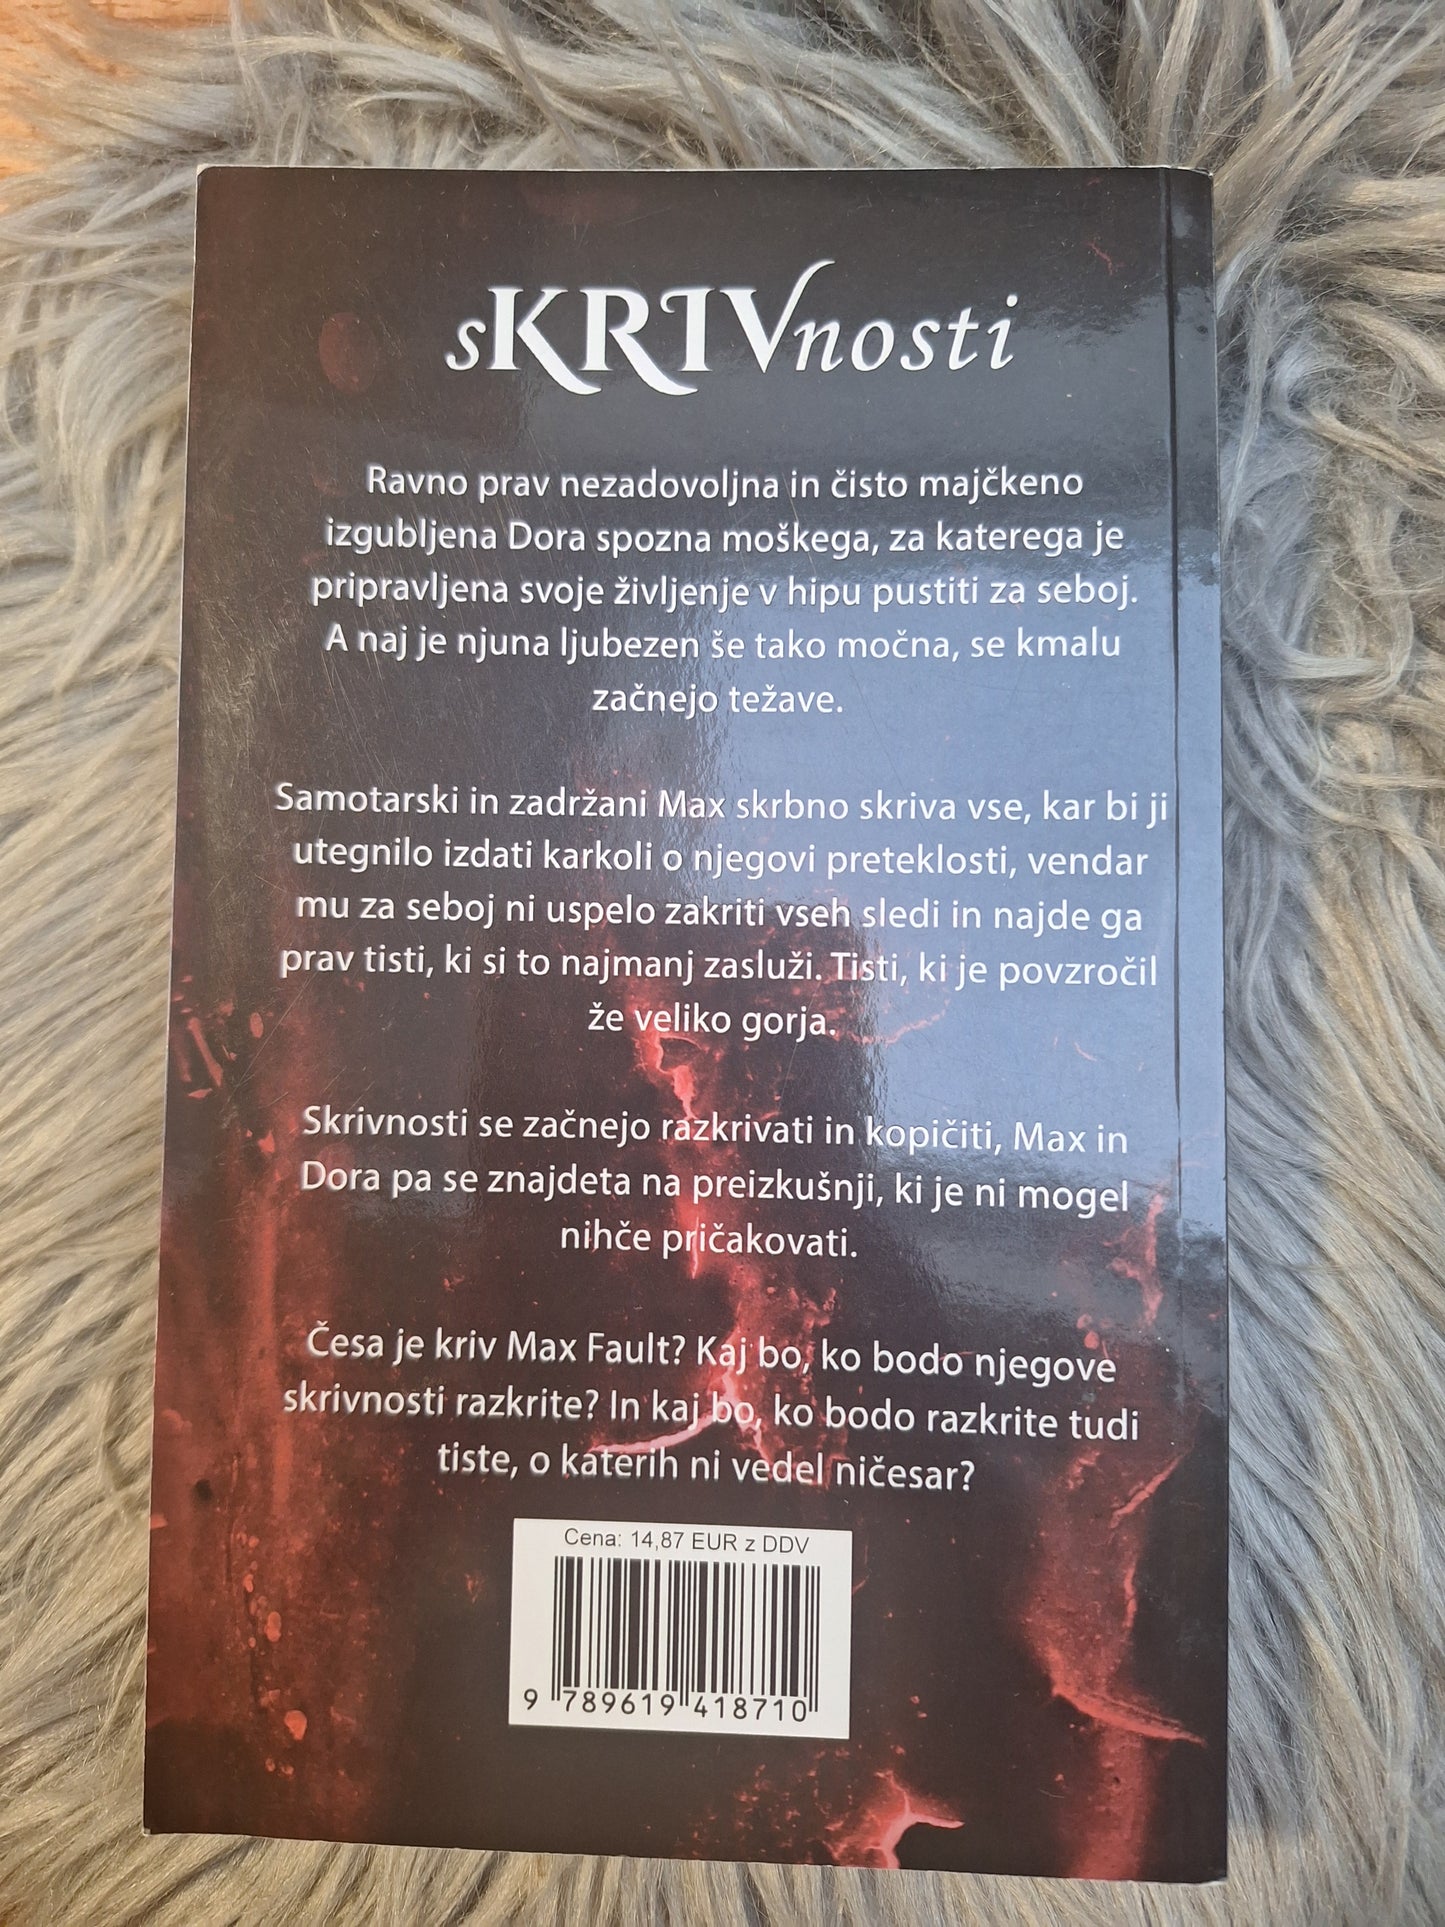 sKRIVnosti
Ravno prav nezadovoljna in čisto majčkeno
izgubljena Dora spozna moškega, za katerega je
pripravljena svoje življenje v hipu pustiti za seboj.
A naj je njuna ljubezen še tako močna, se kmalu
začnejo težave.
Samotarski in zadržani Max skrbno skriva vse, kar bi ji
utegnilo izdati karkoli o njegovi preteklosti, vendar
mu za seboj ni uspelo zakriti vseh sledi in najde ga
prav tisti, ki si to najmanj zasluži. Tisti, ki je povzročil
že veliko gorja.
Skrivnosti se začnejo razkrivati in kopičiti, Max in
Dora pa se znajdeta na preizkušnji, ki je ni mogel
nihče pričakovati.
Česa je kriv Max Fault? Kaj bo, ko bodo njegove
skrivnosti razkrite? In kaj bo, ko bodo razkrite tudi
tiste, o katerih ni vedel ničesar?
Cena: 14,87 EUR z DDV
9 789619 418710